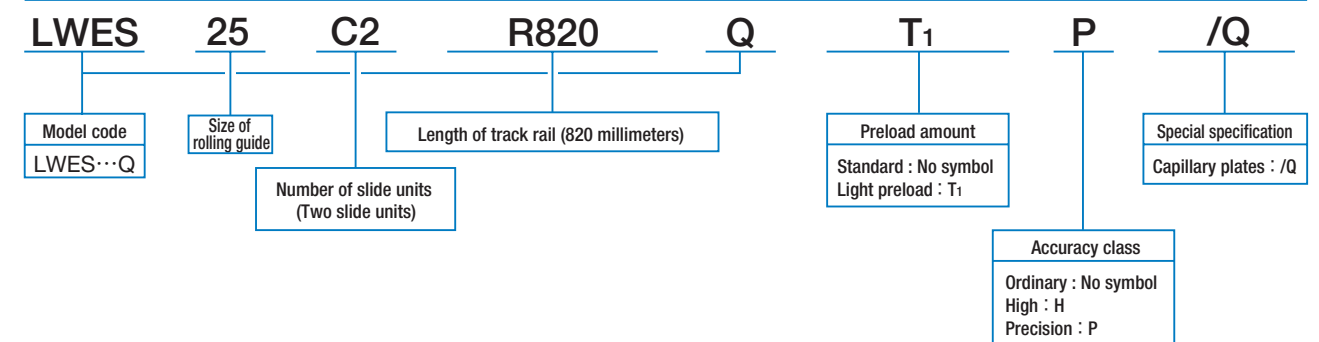 LWES 25 C2 R820 Q T1 P /Q
Model code
LWES…Q
Size of
rolling guide
Number of slide units
(Two slide units)
Length of track rail (820 millimeters)
Preload amount
Standard : No symbol
Light preload：T1
Accuracy class
Ordinary : No symbol
High：H
Precision：P
Special specification
Capillary plates：/Q